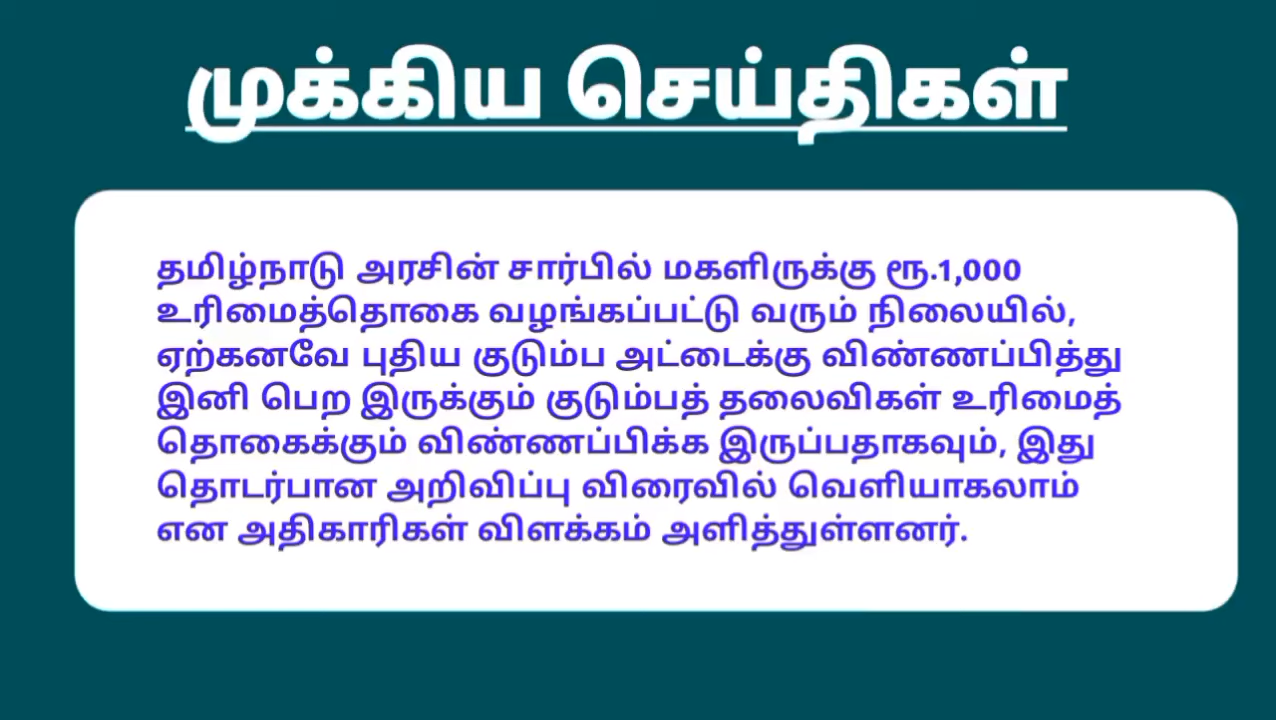 முக்கிய செய்திகள்
தமிழ்நாடு அரசின் சார்பில் மகளிருக்கு ரூ.1,000
உரிமைத்தொகை வழங்கப்பட்டு வரும் நிலையில்,
ஏற்கனவே புதிய குடும்ப அட்டைக்கு விண்ணப்பித்து
இனி பெற இருக்கும் குடும்பத் தலைவிகள் உரிமைத்
தொகைக்கும் விண்ணப்பிக்க இருப்பதாகவும், இது
தொடர்பான அறிவிப்பு விரைவில் வெளியாகலாம்
என அதிகாரிகள் விளக்கம் அளித்துள்ளனர்.